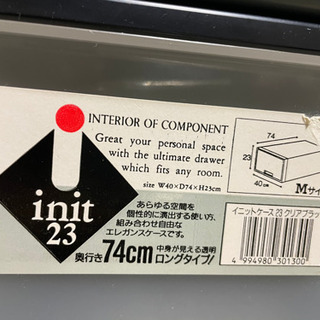 INTERIOR OF COMPONENT
Great your personal space
with the ultimate drawer
which fits any room.
size W40×D74×H23cm
74
23
40cm
Mサイ
init
23
あらゆる空間を
個性的に演出する使い方、
組み合わせ自由な
エレガンスケースです。
奥行き74cm中身が見える透明ロングタイプ!
イニットケース 23 クリアブラッ
4 994980 301300